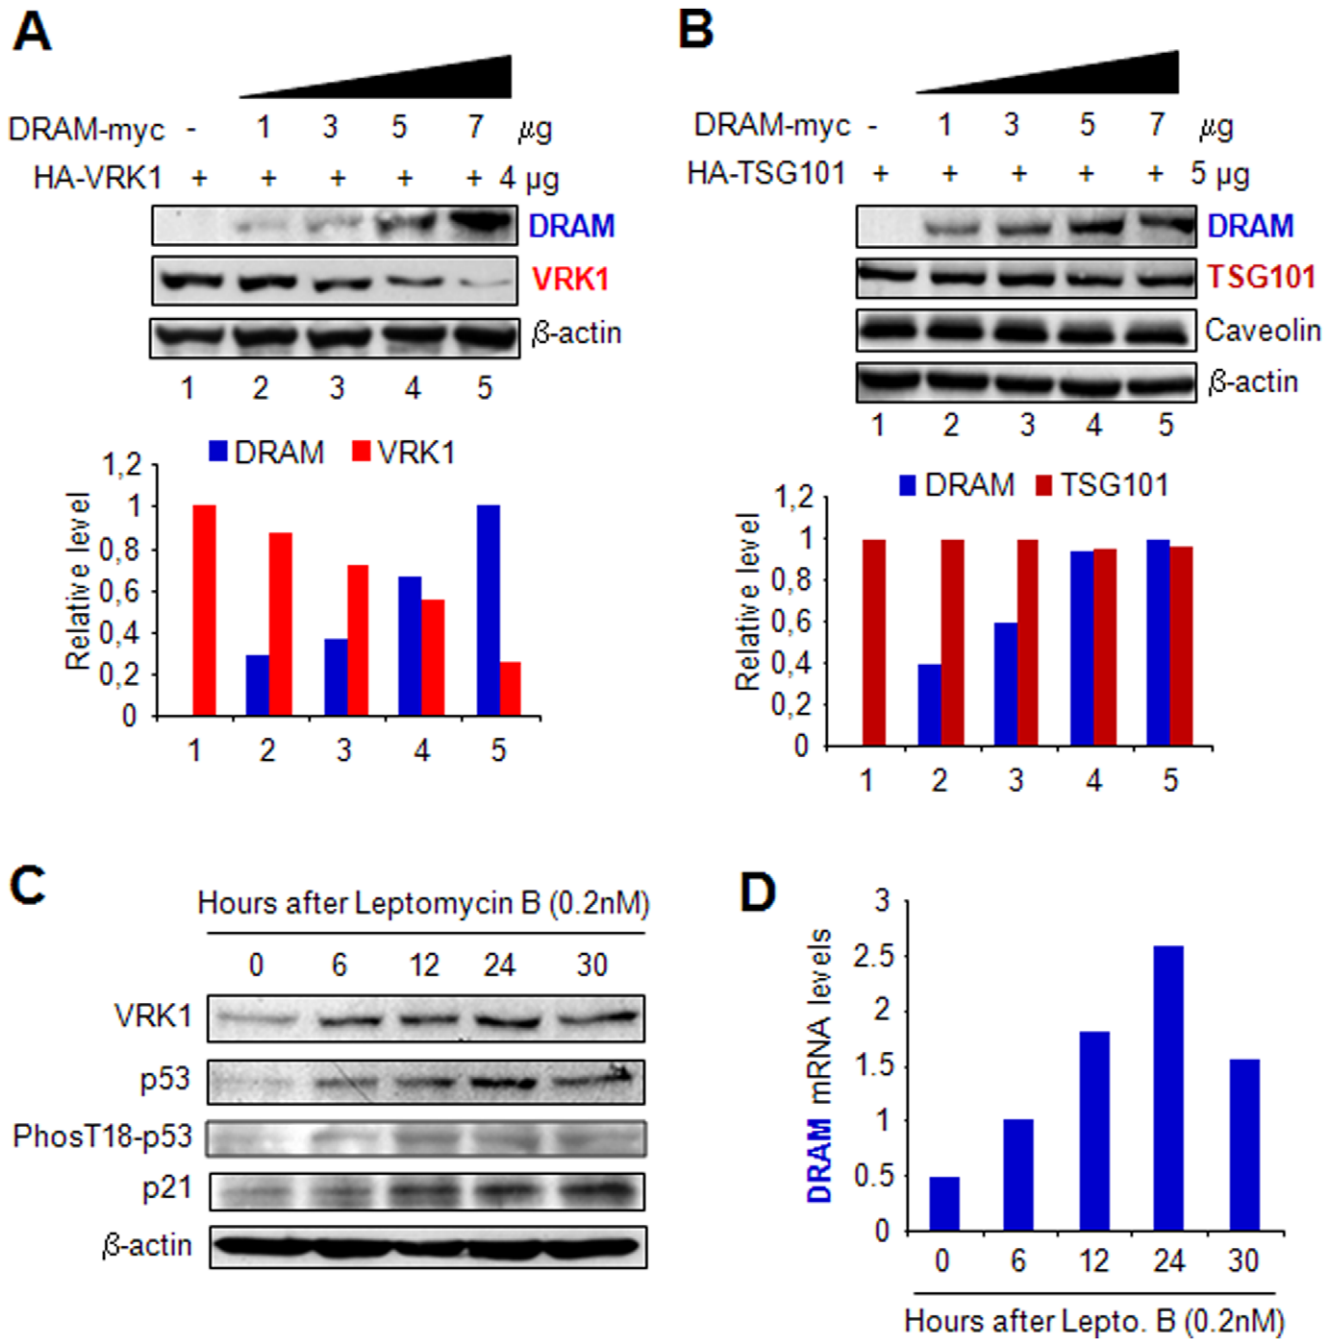 A
DRAM-myc - 1 3 5 7 µg
HA-VRK1 + + + + + 4 µg
DRAM
VRK1
ß-actin
1 2 3 4 5
DRAM VRK1
Relative level
1,2
1
0,8
0,6
0,4
0,2
0
1 2 3 4 5
B
DRAM-myc - 1 3 5 7 µg
HA-TSG101 + + + + + 5 µg
DRAM
TSG101
Caveolin
ß-actin
1 2 3 4 5
DRAM TSG101
Relative level
1,2
1
0,8
0,6
0,4
0,2
0
1 2 3 4 5
C
Hours after Leptomycin B (0.2nM)
0 6 12 24 30
VRK1
p53
PhosT18-p53
p21
ß-actin
D
DRAM mRNA levels
3
2.5
2
1.5
1
0.5
0
0 6 12 24 30
Hours after Lepto. B (0.2nM)